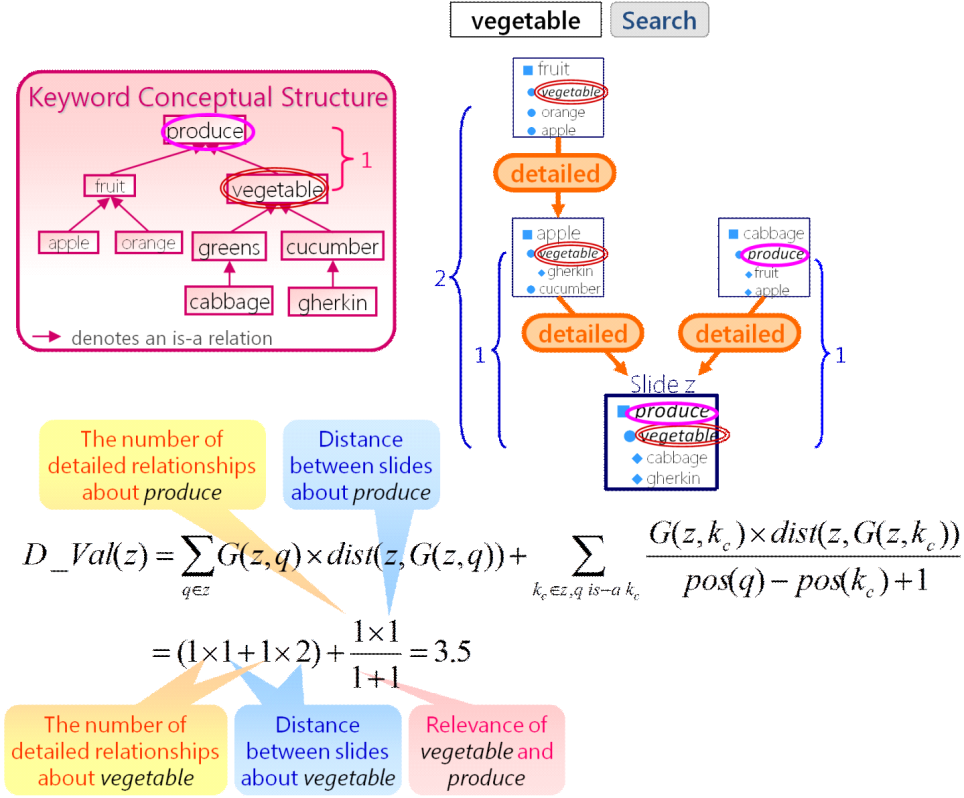 vegetable Search
Keyword Conceptual Structure
produce
1
fruit vegetable
apple orange greens cucumber
cabbage gherkin
denotes an is-a relation
fruit
vegetable
orange
apple
detailed
2
apple
vegetable
gherkin
cucumber
cabbage
produce
fruit
apple
1 detailed detailed 1
Slide z
produce
vegetable
cabbage
gherkin
The number of
detailed relationships
about produce
Distance
between slides
about produce
D_Val(z) = ∑ G(z,q)×dist(z,G(z,q)) + ∑ G(z,k_c)×dist(z,G(z,k_c)) / pos(q)−pos(k_c)+1
q∈z k_c∈z,q is-a k_c
= (1×1+1×2) + 1×1 / 1+1 = 3.5
The number of
detailed relationships
about vegetable
Distance
between slides
about vegetable
Relevance of
vegetable and
produce